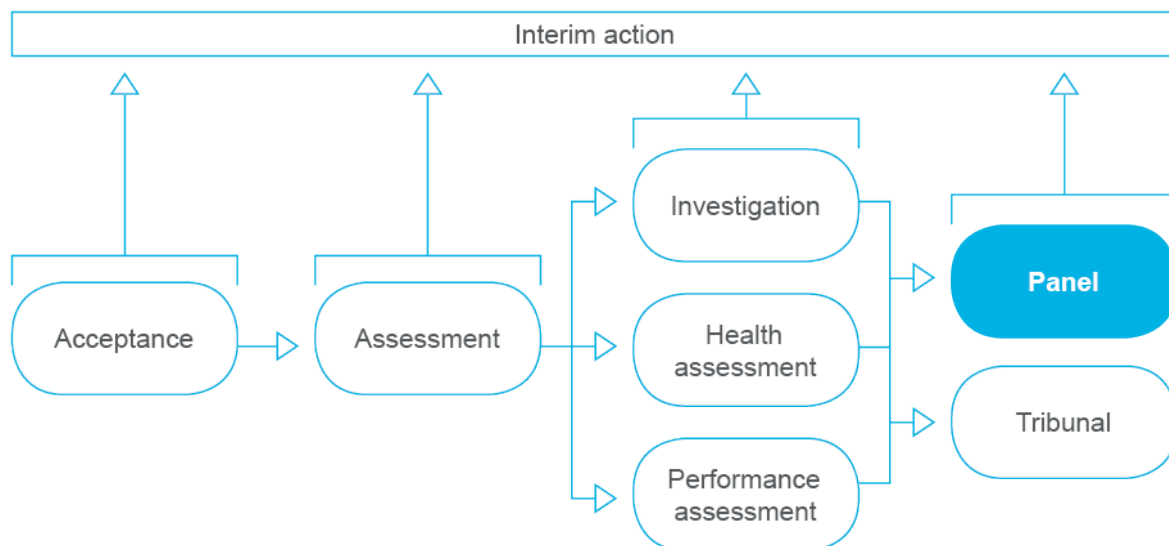 Interim action
Acceptance
Assessment
Investigation
Health
assessment
Performance
assessment
Panel
Tribunal